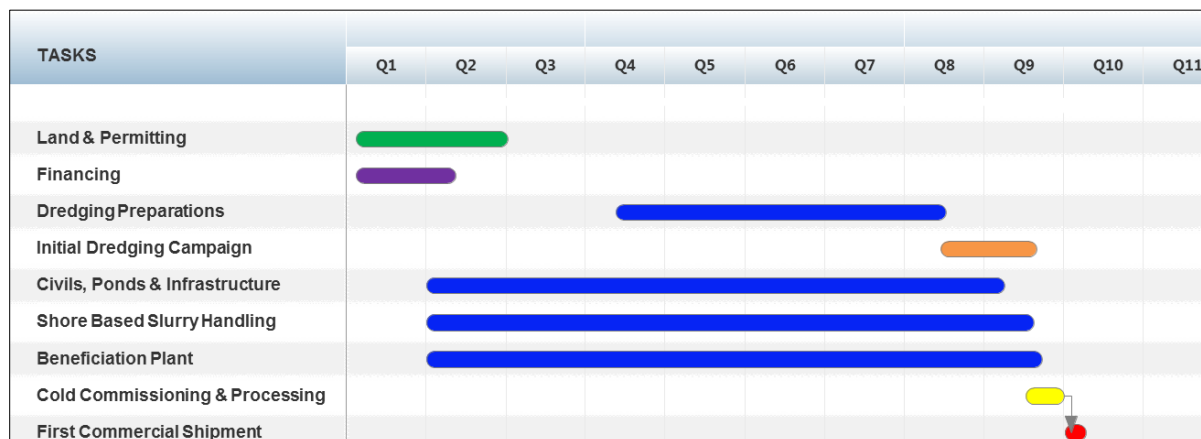 TASKS
Q1 Q2 Q3 Q4 Q5 Q6 Q7 Q8 Q9 Q10 Q11
Land & Permitting
Financing
Dredging Preparations
Initial Dredging Campaign
Civils, Ponds & Infrastructure
Shore Based Slurry Handling
Beneficiation Plant
Cold Commissioning & Processing
First Commercial Shipment